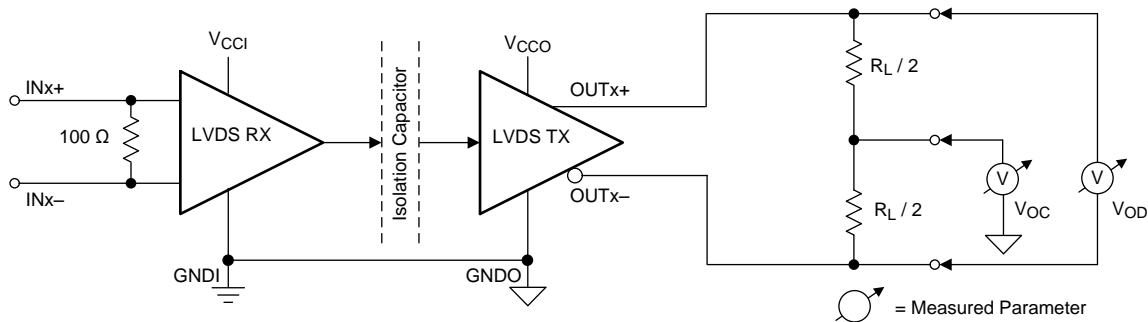 VCCI
VCCO
INx+
100 Ω
INx–
LVDS RX
Isolation Capacitor
LVDS TX
OUTx+
OUTx–
RL / 2
RL / 2
V
VOC
V
VOD
GNDI
GNDO
= Measured Parameter